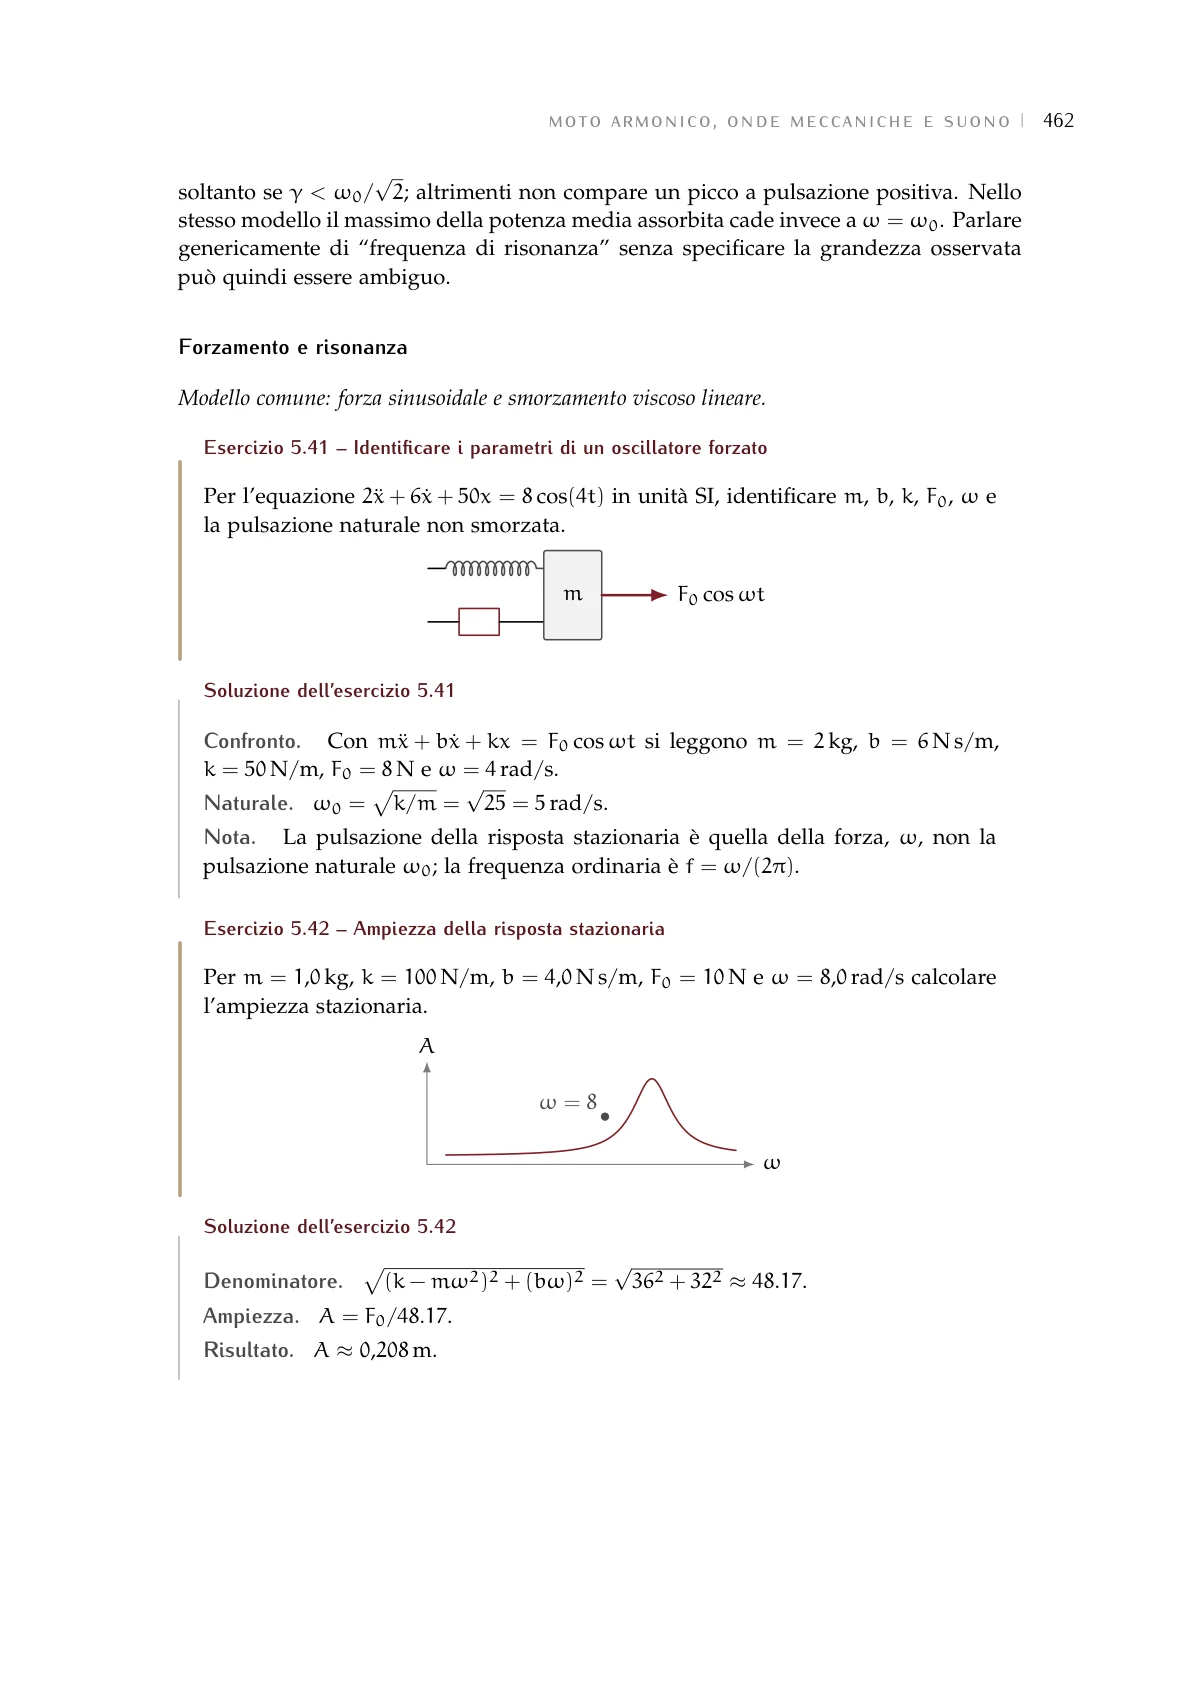 MOTO ARMONICO, ONDE MECCANICHE E SUONO | 462
soltanto se γ < ω₀/√2; altrimenti non compare un picco a pulsazione positiva. Nello
stesso modello il massimo della potenza media assorbita cade invece a ω = ω₀. Parlare
genericamente di “frequenza di risonanza” senza specificare la grandezza osservata
può quindi essere ambiguo.
Forzamento e risonanza
Modello comune: forza sinusoidale e smorzamento viscoso lineare.
Esercizio 5.41 – Identificare i parametri di un oscillatore forzato
Per l’equazione 2ẍ + 6ẋ + 50x = 8 cos(4t) in unità SI, identificare m, b, k, F₀, ω e
la pulsazione naturale non smorzata.
m
F₀ cos ωt
Soluzione dell’esercizio 5.41
Confronto. Con mẍ + bẋ + kx = F₀ cos ωt si leggono m = 2 kg, b = 6 N s/m,
k = 50 N/m, F₀ = 8 N e ω = 4 rad/s.
Naturale. ω₀ = √(k/m) = √25 = 5 rad/s.
Nota. La pulsazione della risposta stazionaria è quella della forza, ω, non la
pulsazione naturale ω₀; la frequenza ordinaria è f = ω/(2π).
Esercizio 5.42 – Ampiezza della risposta stazionaria
Per m = 1,0 kg, k = 100 N/m, b = 4,0 N s/m, F₀ = 10 N e ω = 8,0 rad/s calcolare
l’ampiezza stazionaria.
A
ω = 8
ω
Soluzione dell’esercizio 5.42
Denominatore. √((k − mω²)² + (bω)²) = √(36² + 32²) ≈ 48.17.
Ampiezza. A = F₀/48.17.
Risultato. A ≈ 0,208 m.